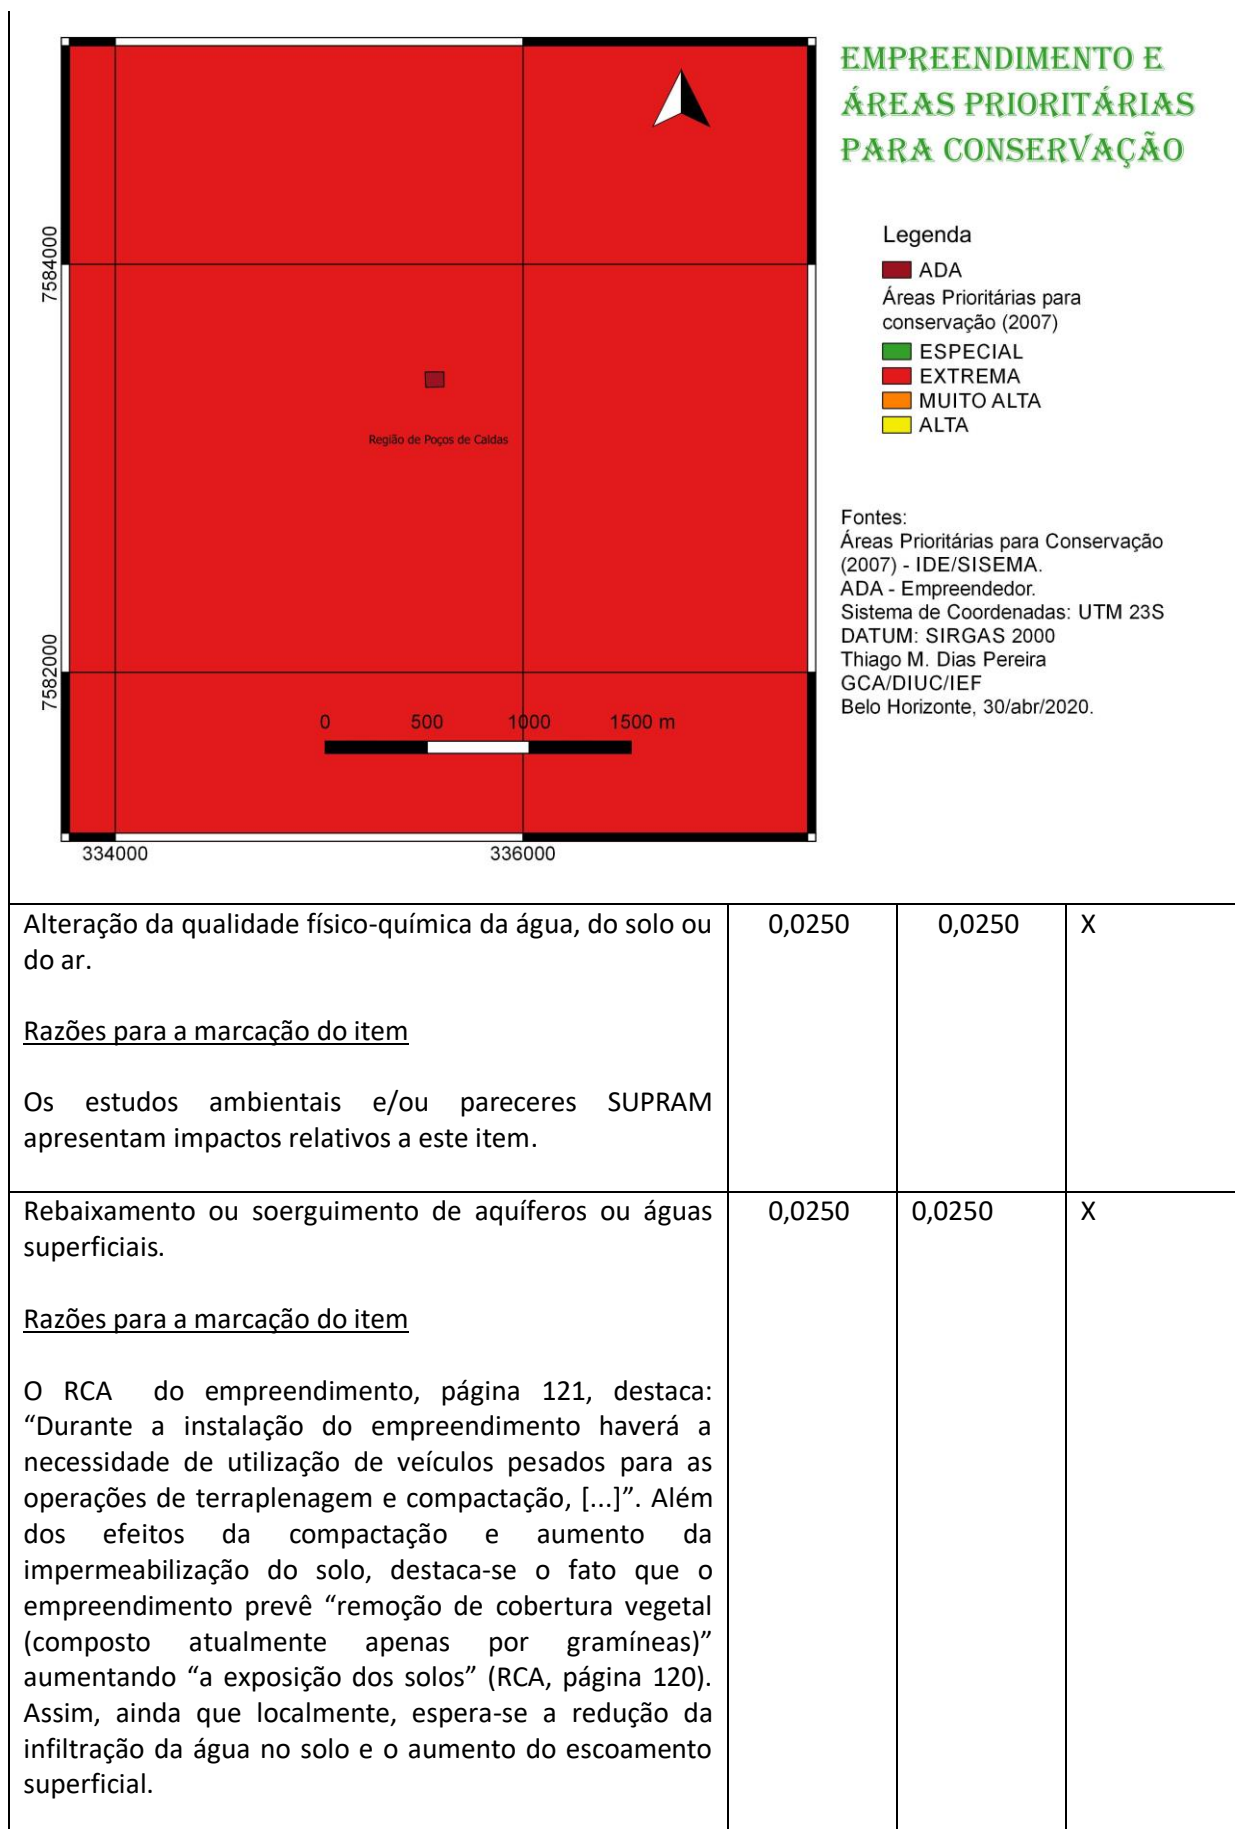 EMPREENDIMENTO E
ÁREAS PRIORITÁRIAS
PARA CONSERVAÇÃO
Legenda
ADA
Áreas Prioritárias para
conservação (2007)
ESPECIAL
EXTREMA
MUITO ALTA
ALTA
Fontes:
Áreas Prioritárias para Conservação
(2007) - IDE/SISEMA.
ADA - Empreendedor.
Sistema de Coordenadas: UTM 23S
DATUM: SIRGAS 2000
Thiago M. Dias Pereira
GCA/DIUC/IEF
Belo Horizonte, 30/abr/2020.
7584000
Região de Poços de Caldas
7582000
0 500 1000 1500 m
334000 336000
Alteração da qualidade físico-química da água, do solo ou 0,0250 0,0250 X
do ar.
Razões para a marcação do item
Os estudos ambientais e/ou pareceres SUPRAM
apresentam impactos relativos a este item.
Rebaixamento ou soerguimento de aquíferos ou águas 0,0250 0,0250 X
superficiais.
Razões para a marcação do item
O RCA do empreendimento, página 121, destaca:
“Durante a instalação do empreendimento haverá a
necessidade de utilização de veículos pesados para as
operações de terraplenagem e compactação, [...]”. Além
dos efeitos da compactação e aumento da
impermeabilização do solo, destaca-se o fato que o
empreendimento prevê “remoção de cobertura vegetal
(composto atualmente apenas por gramíneas)”
aumentando “a exposição dos solos” (RCA, página 120).
Assim, ainda que localmente, espera-se a redução da
infiltração da água no solo e o aumento do escoamento
superficial.